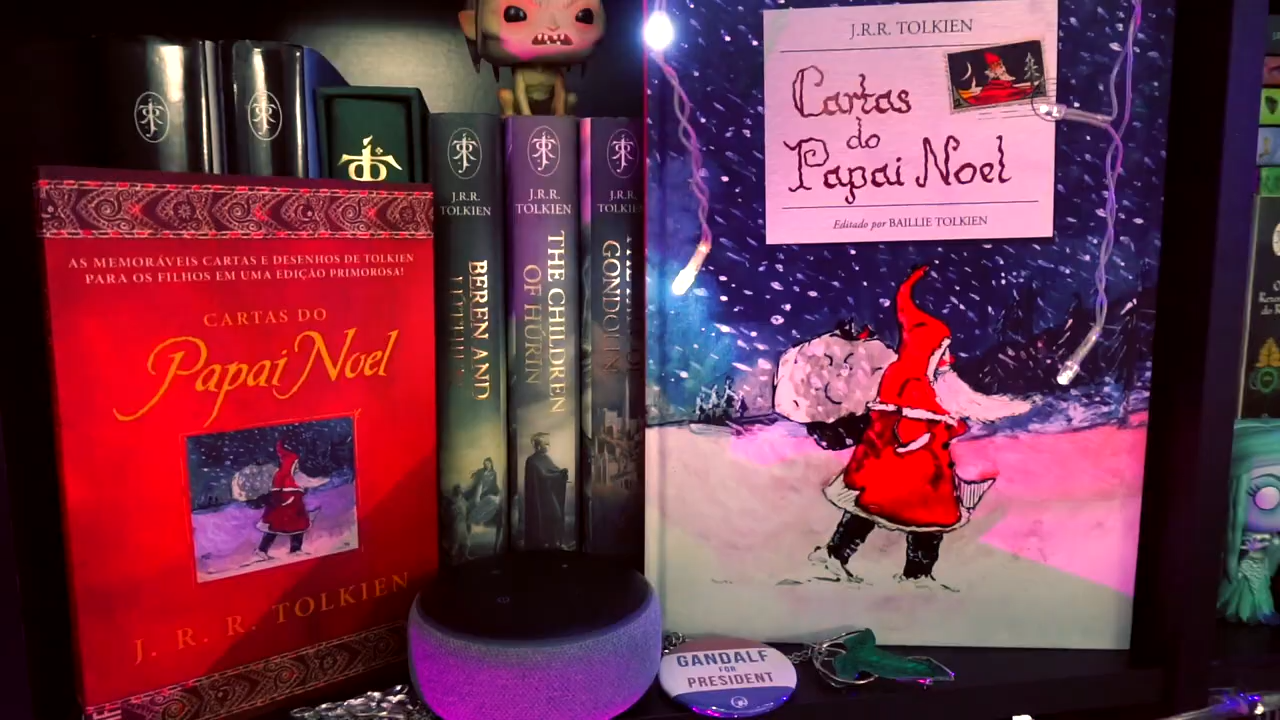 AS MEMORÁVEIS CARTAS E DESENHOS DE TOLKIEN
PARA OS FILHOS EM UMA EDIÇÃO PRIMOROSA!
CARTAS DO
Papai Noel
J. R. R. TOLKIEN
J.R.R.
TOLKIEN
BEREN AND
J.R.R.
TOLKIEN
THE CHILDREN
OF HÚRIN
J.R.R.
TOLKIEN
GONDOLIN
J.R.R. TOLKIEN
Cartas
do
Papai Noel
Editado por BAILLIE TOLKIEN
GANDALF
FOR
PRESIDENT